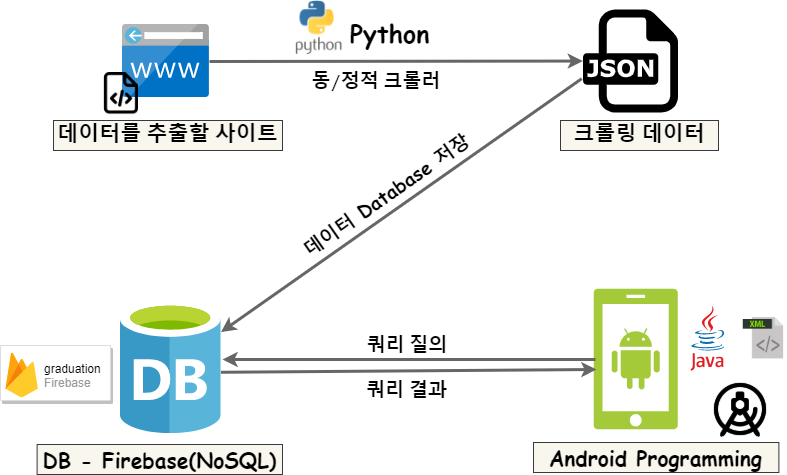 python
Python
WWW
동/정적 크롤러
JSON
</>
데이터를 추출할 사이트
크롤링 데이터
데이터 Database 저장
graduation
Firebase
DB
쿼리 질의
쿼리 결과
Java
XML
</>
DB - Firebase(NoSQL)
Android Programming